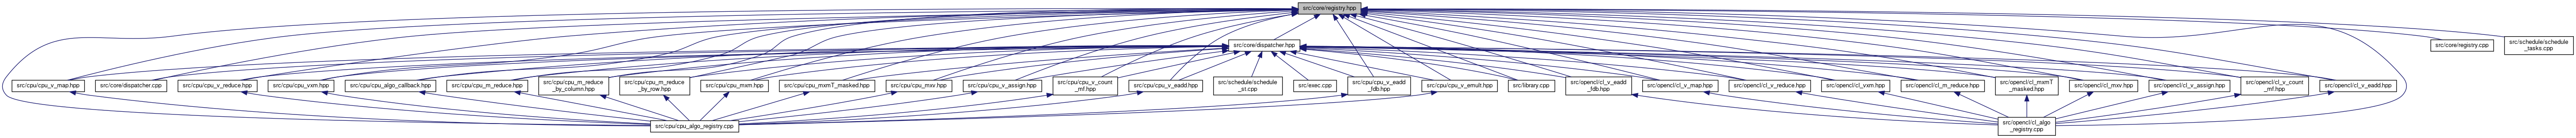 src/core/registry.hpp
src/core/dispatcher.hpp
src/core/registry.cpp
src/schedule/schedule
_tasks.cpp
src/cpu/cpu_v_map.hpp
src/core/dispatcher.cpp
src/cpu/cpu_v_reduce.hpp
src/cpu/cpu_vxm.hpp
src/cpu/cpu_algo_callback.hpp
src/cpu/cpu_m_reduce.hpp
src/cpu/cpu_m_reduce
_by_column.hpp
src/cpu/cpu_m_reduce
_by_row.hpp
src/cpu/cpu_mxm.hpp
src/cpu/cpu_mxmT_masked.hpp
src/cpu/cpu_mxv.hpp
src/cpu/cpu_v_assign.hpp
src/cpu/cpu_v_count
_mf.hpp
src/cpu/cpu_v_eadd.hpp
src/schedule/schedule
_st.cpp
src/exec.cpp
src/cpu/cpu_v_eadd
_fdb.hpp
src/cpu/cpu_v_emult.hpp
src/library.cpp
src/opencl/cl_v_eadd
_fdb.hpp
src/opencl/cl_v_map.hpp
src/opencl/cl_v_reduce.hpp
src/opencl/cl_vxm.hpp
src/opencl/cl_m_reduce.hpp
src/opencl/cl_mxmT
_masked.hpp
src/opencl/cl_mxv.hpp
src/opencl/cl_v_assign.hpp
src/opencl/cl_v_count
_mf.hpp
src/opencl/cl_v_eadd.hpp
src/cpu/cpu_algo_registry.cpp
src/opencl/cl_algo
_registry.cpp